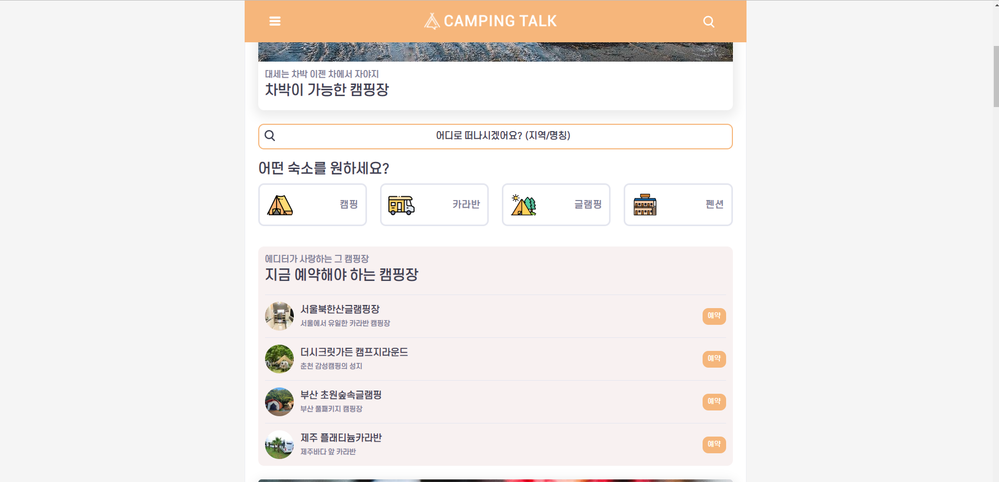 CAMPING TALK
대세는 차박 이젠 차에서 자야지
차박이 가능한 캠핑장
어디로 떠나시겠어요? (지역/명칭)
어떤 숙소를 원하세요?
캠핑
카라반
글램핑
펜션
에디터가 사랑하는 그 캠핑장
지금 예약해야 하는 캠핑장
서울북한산글램핑장
서울에서 유일한 카라반 캠핑장
예약
더시크릿가든 캠프지라운드
춘천 감성캠핑의 성지
예약
부산 초원숲속글램핑
부산 풀패키지 캠핑장
예약
제주 플래티늄카라반
제주바다 앞 카라반
예약